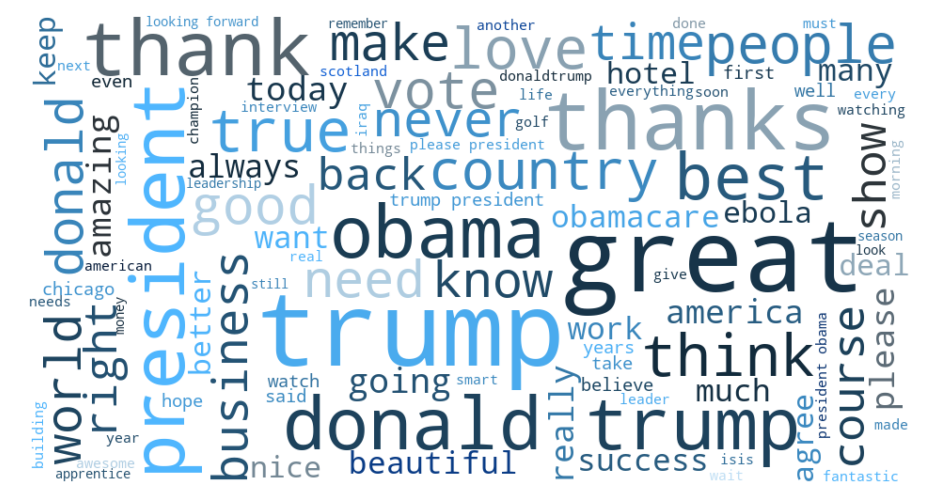 looking forward
remember
another
done
must
keep
thank
make
love
time
people
next
even
scotland
donaldtrump
hotel
first
many
today
vote
life
everything
soon
well
every
champion
interview
iraq
never
golf
thanks
watching
donald
amazing
looking
president
true
things
please president
always
back
country
best
show
morning
leadership
good
trump president
obamacare
ebola
want
obama
real
great
season
look
american
need
know
give
deal
chicago
still
needs
money
better
business
trump
america
work
world
right
years
think
president obama
course
please
watch
said
going
smart
take
believe
much
hope
leader
donald
trump
really
agree
made
building
year
awesome
apprentice
nice
beautiful
success
isis
wait
fantastic